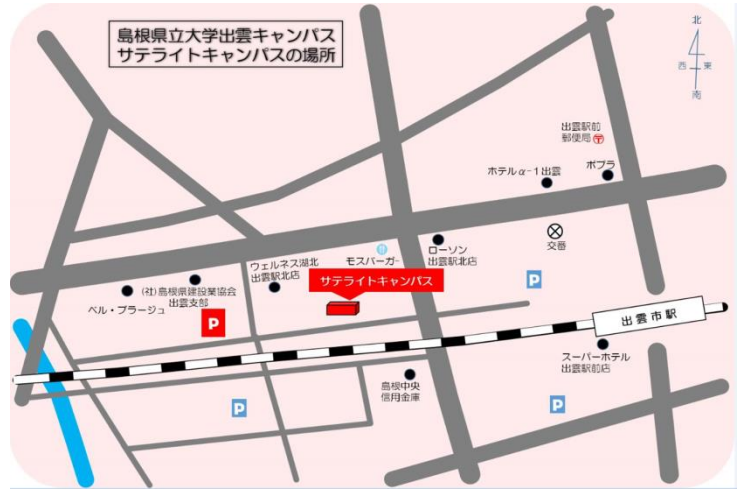 島根県立大学出雲キャンパス
サテライトキャンパスの場所
北
西 東
南
出雲駅前
郵便局
ホテルα-1出雲
ポプラ
交番
ローソン
出雲駅北店
モスバーガー
ウェルネス湖北
出雲駅北店
サテライトキャンパス
(社)島根県建設業協会
出雲支部
ベル・プラージュ
P
P
出雲市駅
スーパーホテル
出雲駅前店
島根中央
信用金庫
P
P